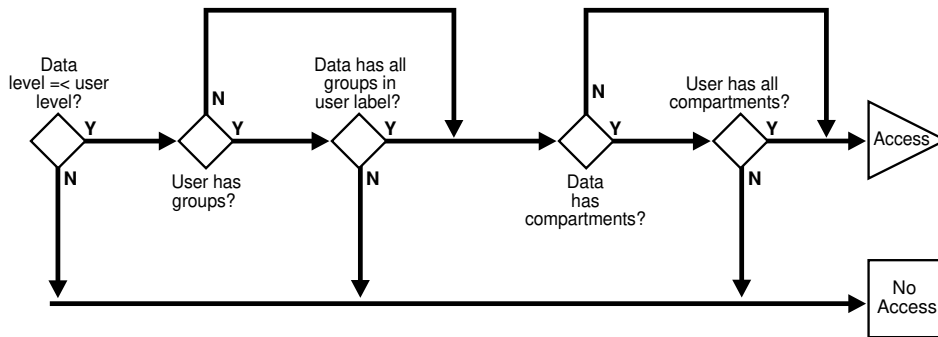 Data
level =< user
level?
Data has all
groups in
user label?
User has all
compartments?
N
N
Y
Y
Y
Y
Y
Access
N
User has
groups?
N
Data
has
compartments?
N
No
Access